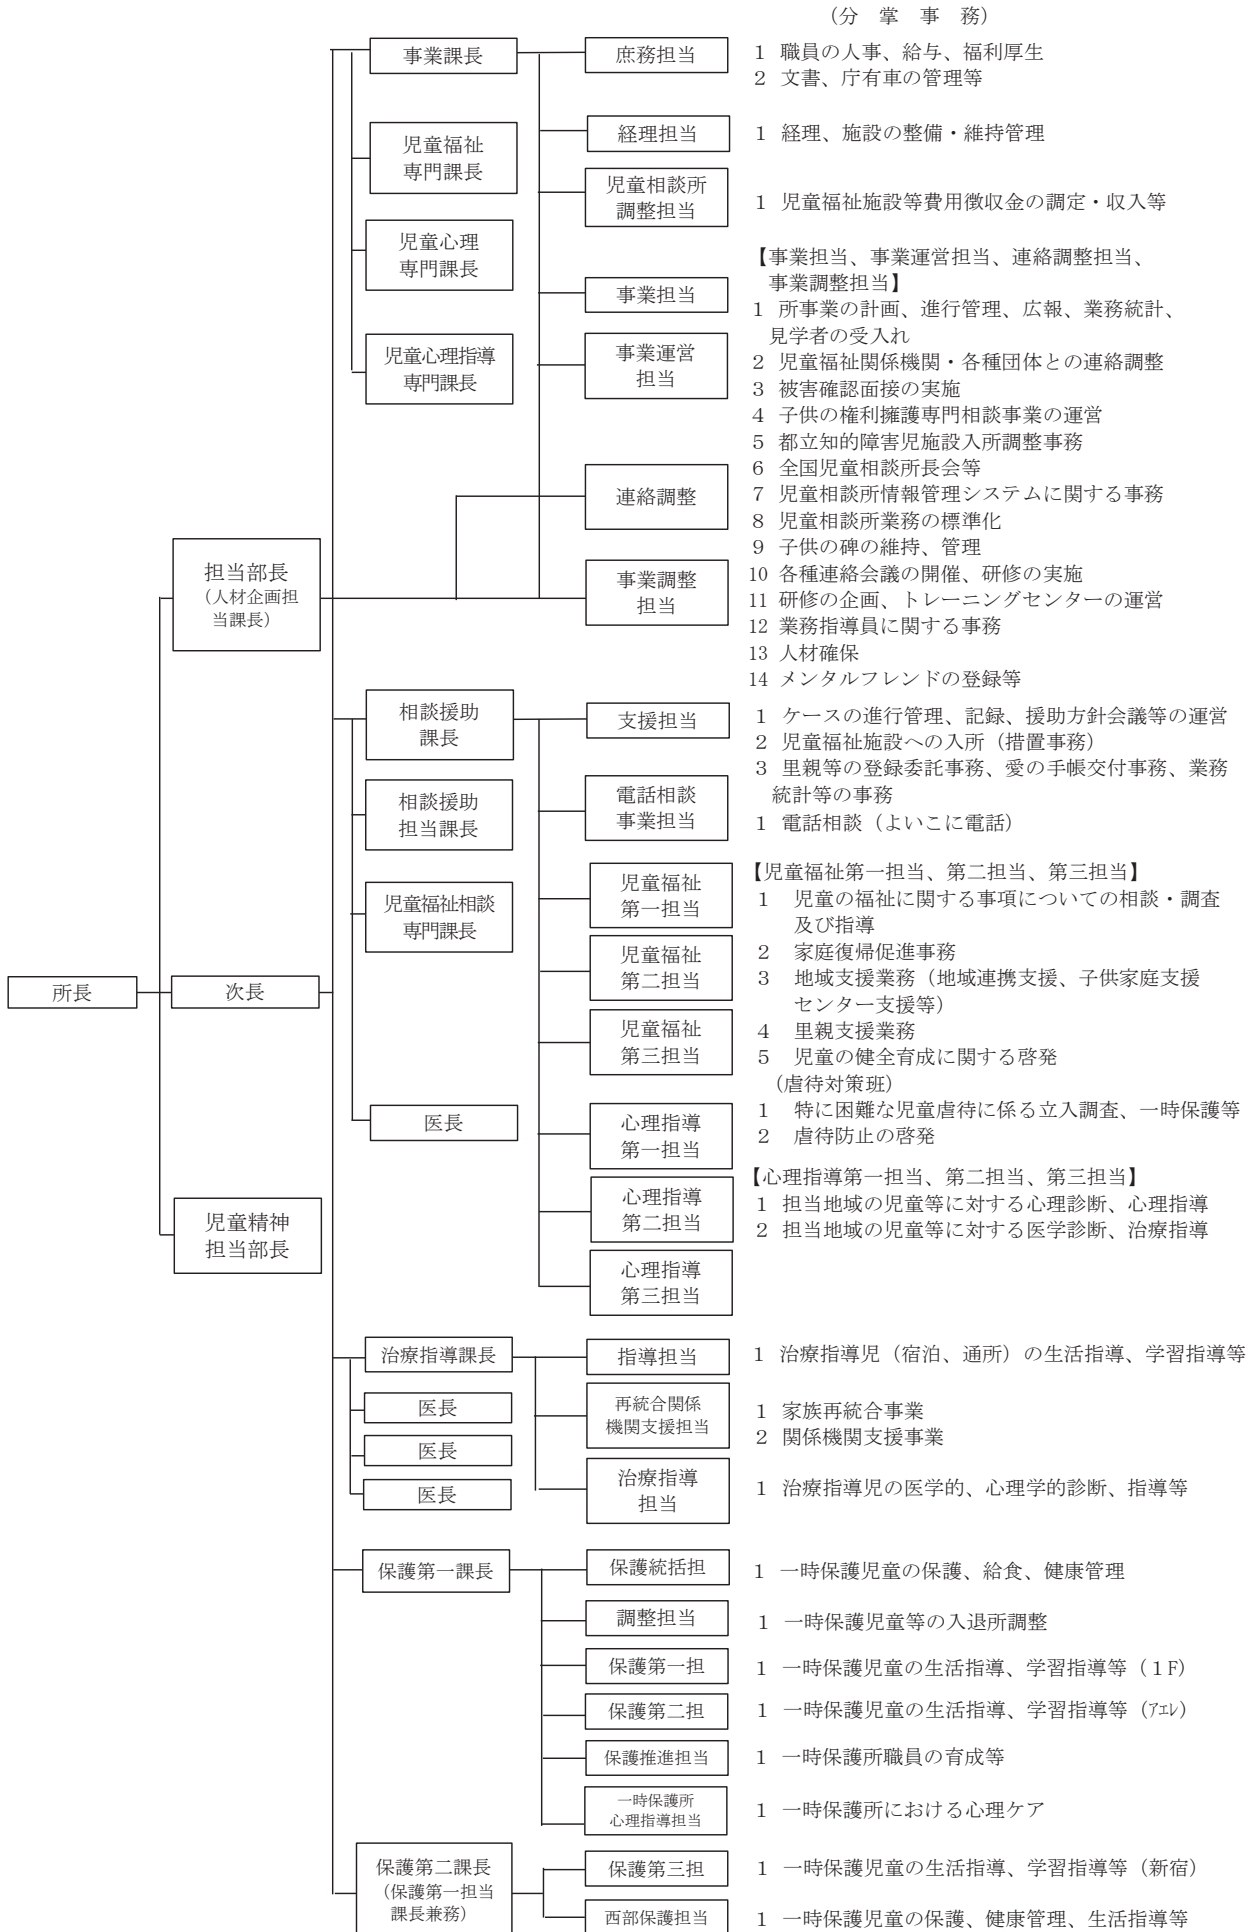 （分　掌　事　務）
所長
担当部長
（人材企画担
当課長）
次長
児童精神
担当部長
事業課長
児童福祉
専門課長
児童心理
専門課長
児童心理指導
専門課長
庶務担当
1 職員の人事、給与、福利厚生
2 文書、庁有車の管理等
経理担当
1 経理、施設の整備・維持管理
児童相談所
調整担当
1 児童福祉施設等費用徴収金の調定・収入等
事業担当
事業運営
担当
連絡調整
事業調整
担当
【事業担当、事業運営担当、連絡調整担当、
事業調整担当】
1 所事業の計画、進行管理、広報、業務統計、
見学者の受入れ
2 児童福祉関係機関・各種団体との連絡調整
3 被害確認面接の実施
4 子供の権利擁護専門相談事業の運営
5 都立知的障害児施設入所調整事務
6 全国児童相談所長会等
7 児童相談所情報管理システムに関する事務
8 児童相談所業務の標準化
9 子供の碑の維持、管理
10 各種連絡会議の開催、研修の実施
11 研修の企画、トレーニングセンターの運営
12 業務指導員に関する事務
13 人材確保
14 メンタルフレンドの登録等
相談援助
課長
相談援助
担当課長
児童福祉相談
専門課長
医長
支援担当
1 ケースの進行管理、記録、援助方針会議等の運営
2 児童福祉施設への入所（措置事務）
3 里親等の登録委託事務、愛の手帳交付事務、業務
統計等の事務
電話相談
事業担当
1 電話相談（よいこに電話）
児童福祉
第一担当
児童福祉
第二担当
児童福祉
第三担当
【児童福祉第一担当、第二担当、第三担当】
1 児童の福祉に関する事項についての相談・調査
及び指導
2 家庭復帰促進事務
3 地域支援業務（地域連携支援、子供家庭支援
センター支援等）
4 里親支援業務
5 児童の健全育成に関する啓発
（虐待対策班）
1 特に困難な児童虐待に係る立入調査、一時保護等
2 虐待防止の啓発
心理指導
第一担当
心理指導
第二担当
心理指導
第三担当
【心理指導第一担当、第二担当、第三担当】
1 担当地域の児童等に対する心理診断、心理指導
2 担当地域の児童等に対する医学診断、治療指導
治療指導課長
医長
医長
医長
指導担当
1 治療指導児（宿泊、通所）の生活指導、学習指導等
再統合関係
機関支援担当
1 家族再統合事業
2 関係機関支援事業
治療指導
担当
1 治療指導児の医学的、心理学的診断、指導等
保護第一課長
保護統括担
1 一時保護児童の保護、給食、健康管理
調整担当
1 一時保護児童等の入退所調整
保護第一担
1 一時保護児童の生活指導、学習指導等（１F）
保護第二担
1 一時保護児童の生活指導、学習指導等（ｱｴﾚ）
保護推進担当
1 一時保護所職員の育成等
一時保護所
心理指導担当
1 一時保護所における心理ケア
保護第二課長
（保護第一担当
課長兼務）
保護第三担
1 一時保護児童の生活指導、学習指導等（新宿）
西部保護担当
1 一時保護児童の保護、健康管理、生活指導等